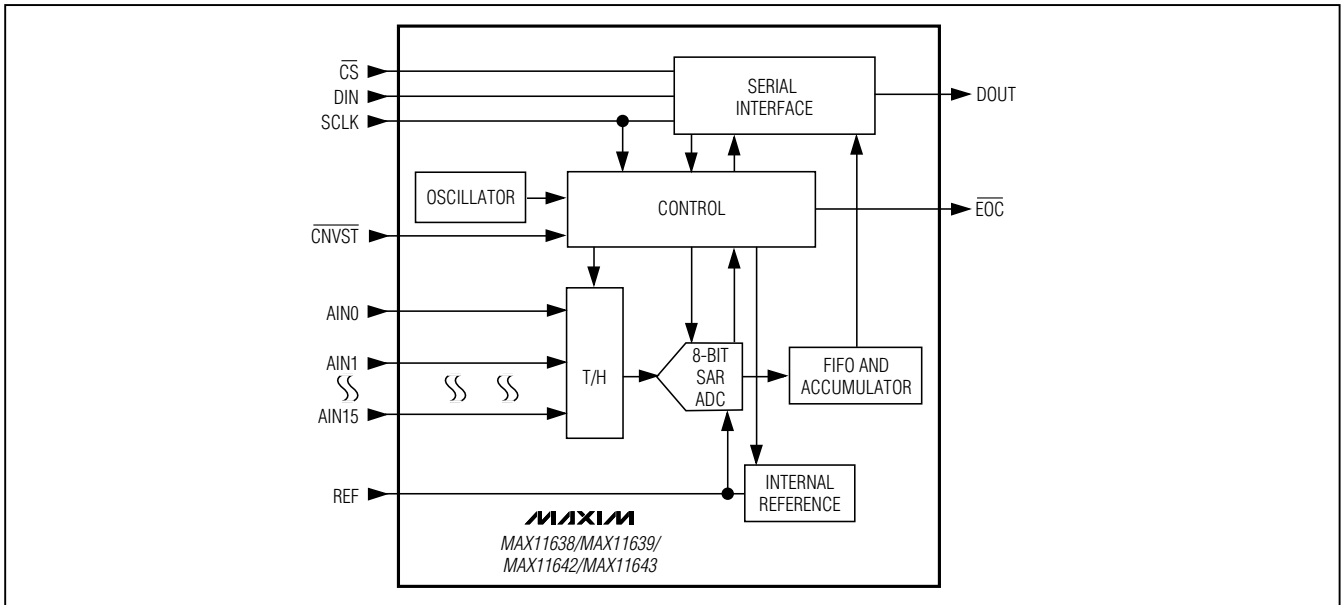 CS
DIN
SCLK
SERIAL
INTERFACE
DOUT
OSCILLATOR
CONTROL
EOC
CNVST
AIN0
AIN1
AIN15
T/H
8-BIT
SAR
ADC
FIFO AND
ACCUMULATOR
REF
INTERNAL
REFERENCE
MAXIM
MAX11638/MAX11639/
MAX11642/MAX11643